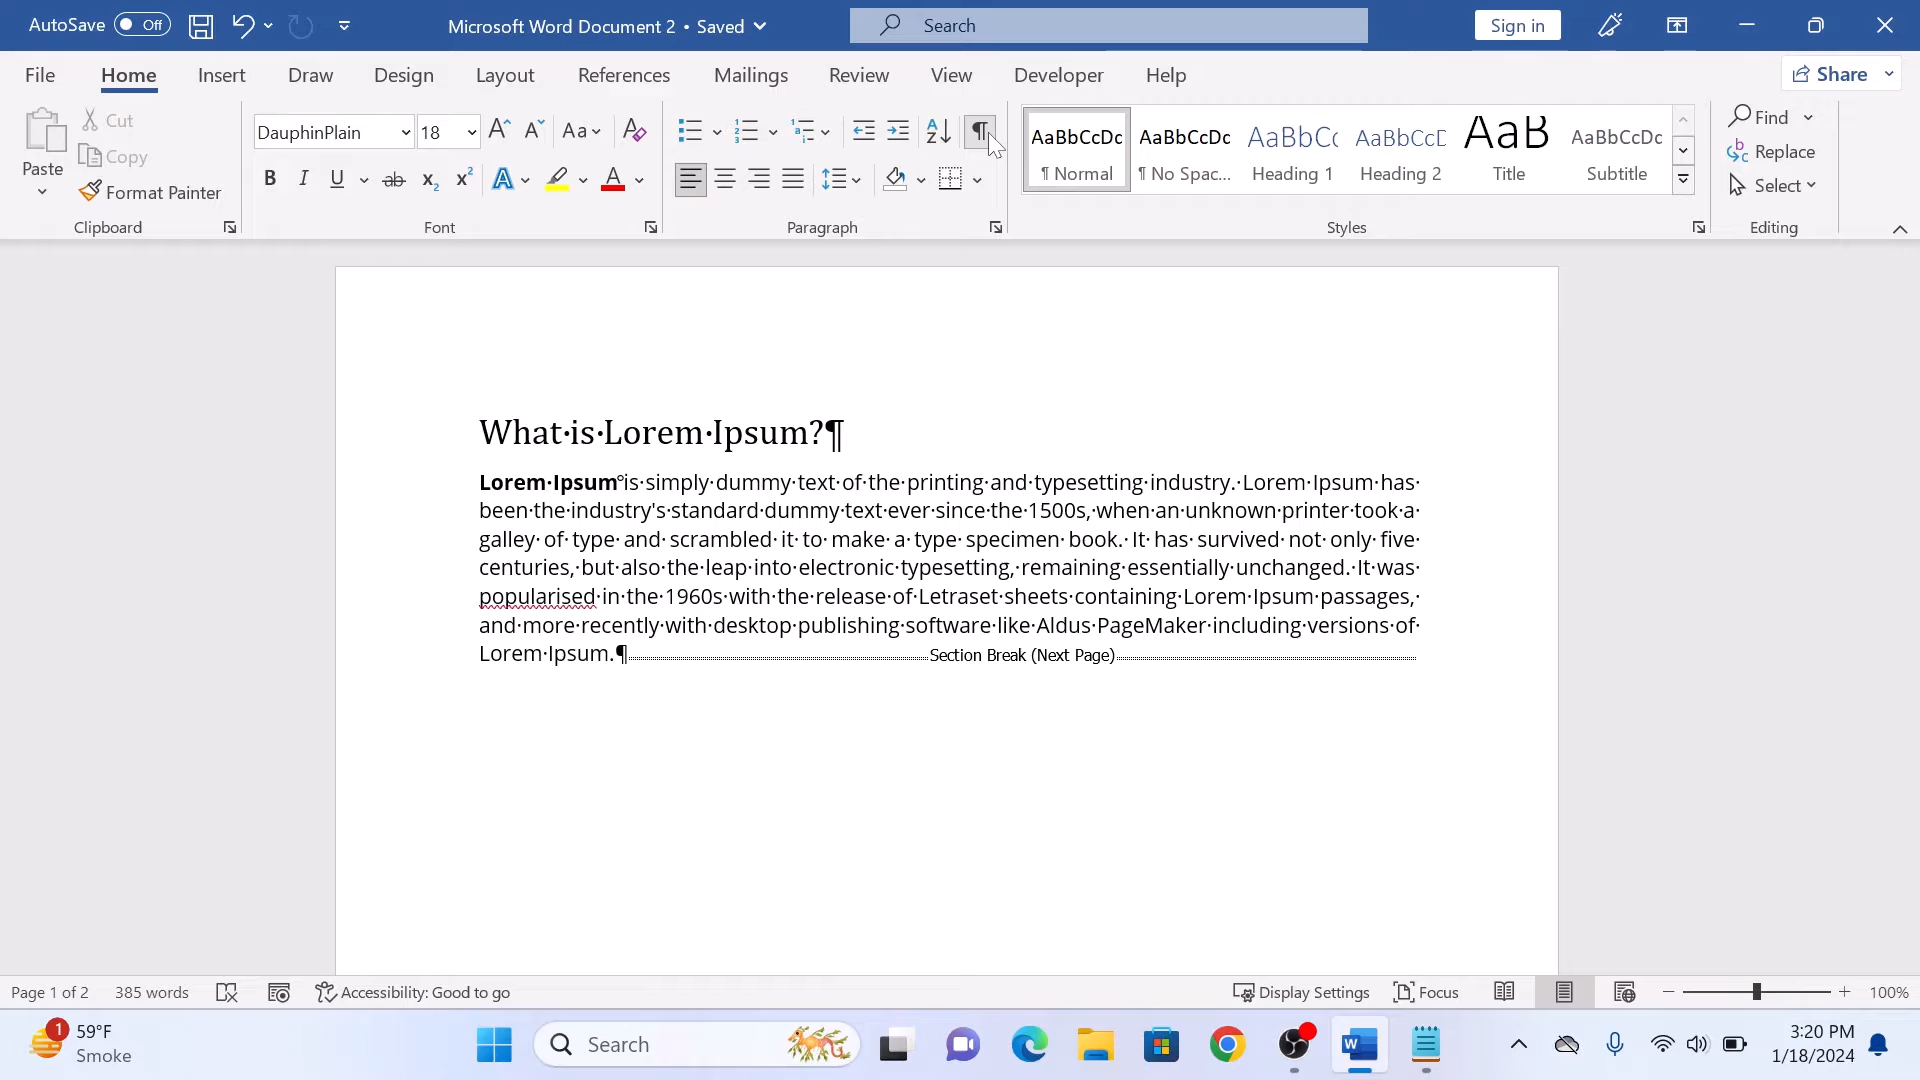 AutoSave Off Microsoft Word Document 2 • Saved Search Sign in
File Home Insert Draw Design Layout References Mailings Review View Developer Help Share
Paste Cut Copy Format Painter
Clipboard
DauphinPlain 18 Aa
B I U ab x₂ x² A A
Font
Paragraph
AaBbCcDc AaBbCcDc AaBbCc AaBbCcD AaB AaBbCcDc
¶ Normal ¶ No Spac... Heading 1 Heading 2 Title Subtitle
Styles
Find
Replace
Select
Editing
What·is·Lorem·Ipsum?¶
Lorem·Ipsum°is·simply·dummy·text·of·the·printing·and·typesetting·industry.·Lorem·Ipsum·has·
been·the·industry's·standard·dummy·text·ever·since·the·1500s,·when·an·unknown·printer·took·a·
galley·of·type·and·scrambled·it·to·make·a·type·specimen·book.·It·has·survived·not·only·five·
centuries,·but·also·the·leap·into·electronic·typesetting,·remaining·essentially·unchanged.·It·was·
popularised·in·the·1960s·with·the·release·of·Letraset·sheets·containing·Lorem·Ipsum·passages,·
and·more·recently·with·desktop·publishing·software·like·Aldus·PageMaker·including·versions·of·
Lorem·Ipsum.¶ Section Break (Next Page)
Page 1 of 2 385 words Accessibility: Good to go Display Settings Focus 100%
1 59°F
Smoke
Search
3:20 PM
1/18/2024